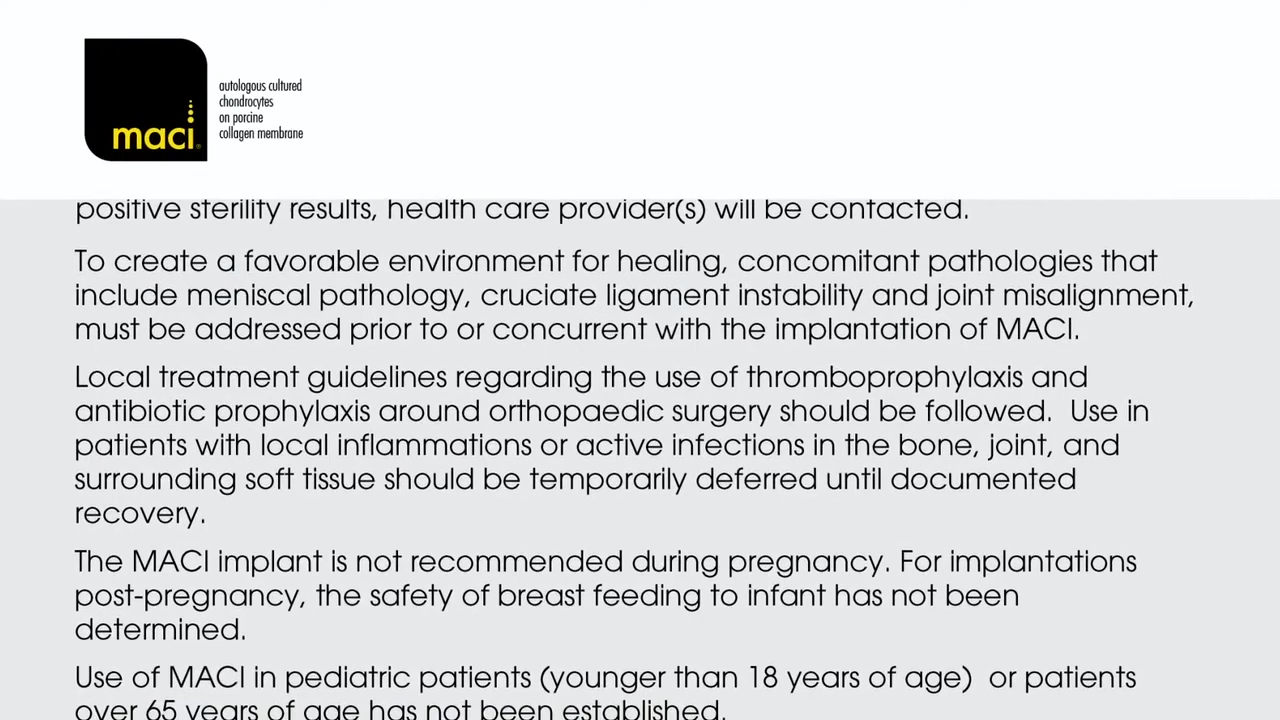 maci®
autologous cultured
chondrocytes
on porcine
collagen membrane
positive sterility results, health care provider(s) will be contacted.
To create a favorable environment for healing, concomitant pathologies that
include meniscal pathology, cruciate ligament instability and joint misalignment,
must be addressed prior to or concurrent with the implantation of MACI.
Local treatment guidelines regarding the use of thromboprophylaxis and
antibiotic prophylaxis around orthopaedic surgery should be followed.  Use in
patients with local inflammations or active infections in the bone, joint, and
surrounding soft tissue should be temporarily deferred until documented
recovery.
The MACI implant is not recommended during pregnancy. For implantations
post-pregnancy, the safety of breast feeding to infant has not been
determined.
Use of MACI in pediatric patients (younger than 18 years of age)  or patients
over 65 years of age has not been established.